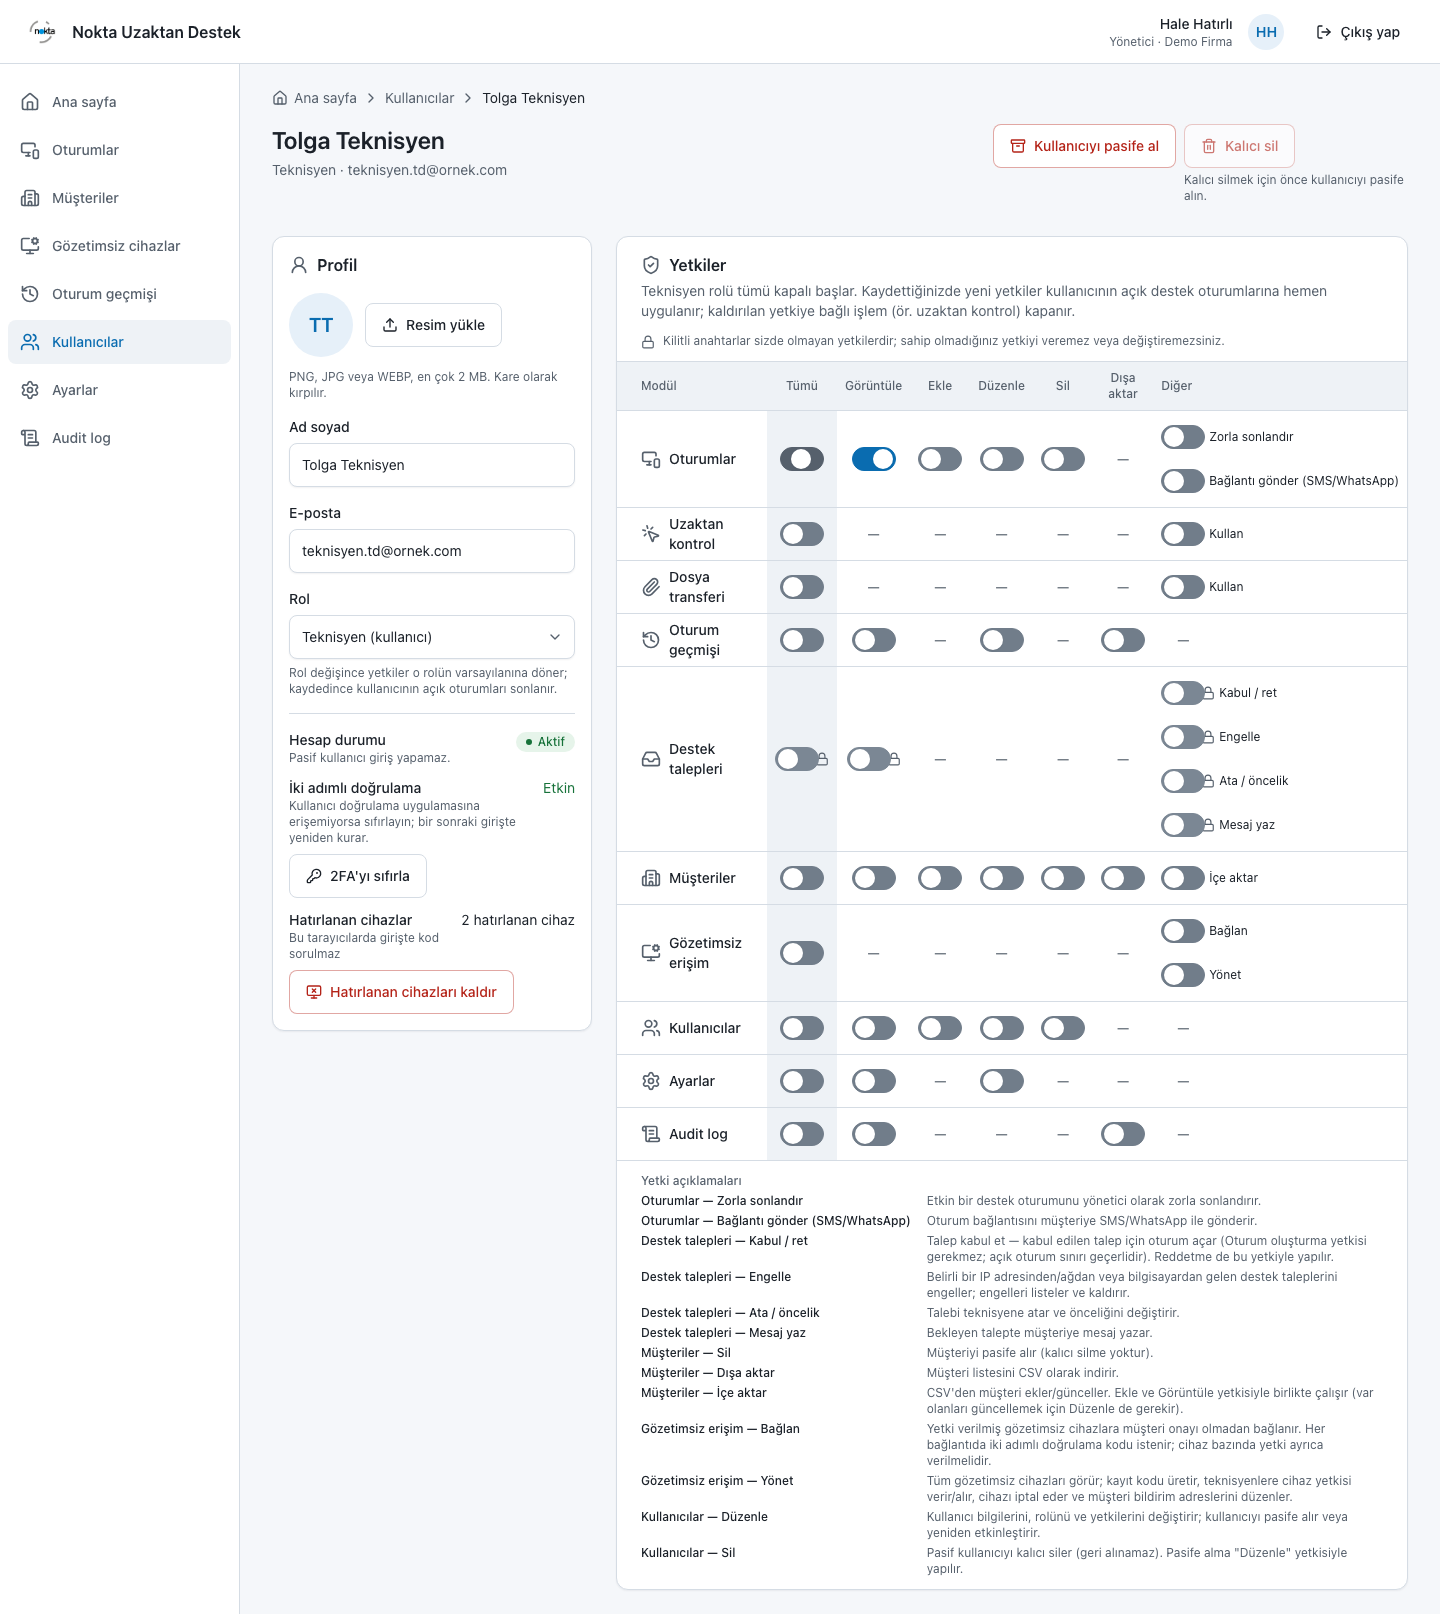 nokta
Nokta Uzaktan Destek
Hale Hatırlı
Yönetici · Demo Firma
HH
Çıkış yap
Ana sayfa
Oturumlar
Müşteriler
Gözetimsiz cihazlar
Oturum geçmişi
Kullanıcılar
Ayarlar
Audit log
Ana sayfa > Kullanıcılar > Tolga Teknisyen
Tolga Teknisyen
Teknisyen · teknisyen.td@ornek.com
Kullanıcıyı pasife al
Kalıcı sil
Kalıcı silmek için önce kullanıcıyı pasife
alın.
Profil
TT
Resim yükle
PNG, JPG veya WEBP, en çok 2 MB. Kare olarak
kırpılır.
Ad soyad
Tolga Teknisyen
E-posta
teknisyen.td@ornek.com
Rol
Teknisyen (kullanıcı)
Rol değişince yetkiler o rolün varsayılanına döner;
kaydedince kullanıcının açık oturumları sonlanır.
Hesap durumu
Aktif
Pasif kullanıcı giriş yapamaz.
İki adımlı doğrulama
Etkin
Kullanıcı doğrulama uygulamasına
erişemiyorsa sıfırlayın; bir sonraki girişte
yeniden kurar.
2FA'yı sıfırla
Hatırlanan cihazlar
2 hatırlanan cihaz
Bu tarayıcılarda girişte kod
sorulmaz
Hatırlanan cihazları kaldır
Yetkiler
Teknisyen rolü tümü kapalı başlar. Kaydettiğinizde yeni yetkiler kullanıcının açık destek oturumlarına hemen
uygulanır; kaldırılan yetkiye bağlı işlem (ör. uzaktan kontrol) kapanır.
Kilitli anahtarlar sizde olmayan yetkilerdir; sahip olmadığınız yetkiyi veremez veya değiştiremezsiniz.
Modül Tümü Görüntüle Ekle Düzenle Sil Dışa aktar Diğer
Oturumlar — Zorla sonlandır
Bağlantı gönder (SMS/WhatsApp)
Uzaktan kontrol — — — — — Kullan
Dosya transferi — — — — — Kullan
Oturum geçmişi — — —
Destek talepleri — — — — Kabul / ret
Engelle
Ata / öncelik
Mesaj yaz
Müşteriler İçe aktar
Gözetimsiz erişim — — — — — Bağlan
Yönet
Kullanıcılar — —
Ayarlar — — — —
Audit log — — — —
Yetki açıklamaları
Oturumlar — Zorla sonlandır Etkin bir destek oturumunu yönetici olarak zorla sonlandırır.
Oturumlar — Bağlantı gönder (SMS/WhatsApp) Oturum bağlantısını müşteriye SMS/WhatsApp ile gönderir.
Destek talepleri — Kabul / ret Talep kabul et — kabul edilen talep için oturum açar (Oturum oluşturma yetkisi
gerekmez; açık oturum sınırı geçerlidir). Reddetme de bu yetkiyle yapılır.
Destek talepleri — Engelle Belirli bir IP adresinden/ağdan veya bilgisayardan gelen destek taleplerini
engeller; engelleri listeler ve kaldırır.
Destek talepleri — Ata / öncelik Talebi teknisyene atar ve önceliğini değiştirir.
Destek talepleri — Mesaj yaz Bekleyen talepte müşteriye mesaj yazar.
Müşteriler — Sil Müşteriyi pasife alır (kalıcı silme yoktur).
Müşteriler — Dışa aktar Müşteri listesini CSV olarak indirir.
Müşteriler — İçe aktar CSV'den müşteri ekler/günceller. Ekle ve Görüntüle yetkisiyle birlikte çalışır (var
olanları güncellemek için Düzenle de gerekir).
Gözetimsiz erişim — Bağlan Yetki verilmiş gözetimsiz cihazlara müşteri onayı olmadan bağlanır. Her
bağlantıda iki adımlı doğrulama kodu istenir; cihaz bazında yetki ayrıca
verilmelidir.
Gözetimsiz erişim — Yönet Tüm gözetimsiz cihazları görür; kayıt kodu üretir, teknisyenlere cihaz yetkisi
verir/alır, cihazı iptal eder ve müşteri bildirim adreslerini düzenler.
Kullanıcılar — Düzenle Kullanıcı bilgilerini, rolünü ve yetkilerini değiştirir; kullanıcıyı pasife alır veya
yeniden etkinleştirir.
Kullanıcılar — Sil Pasif kullanıcıyı kalıcı siler (geri alınamaz). Pasife alma "Düzenle" yetkisiyle
yapılır.